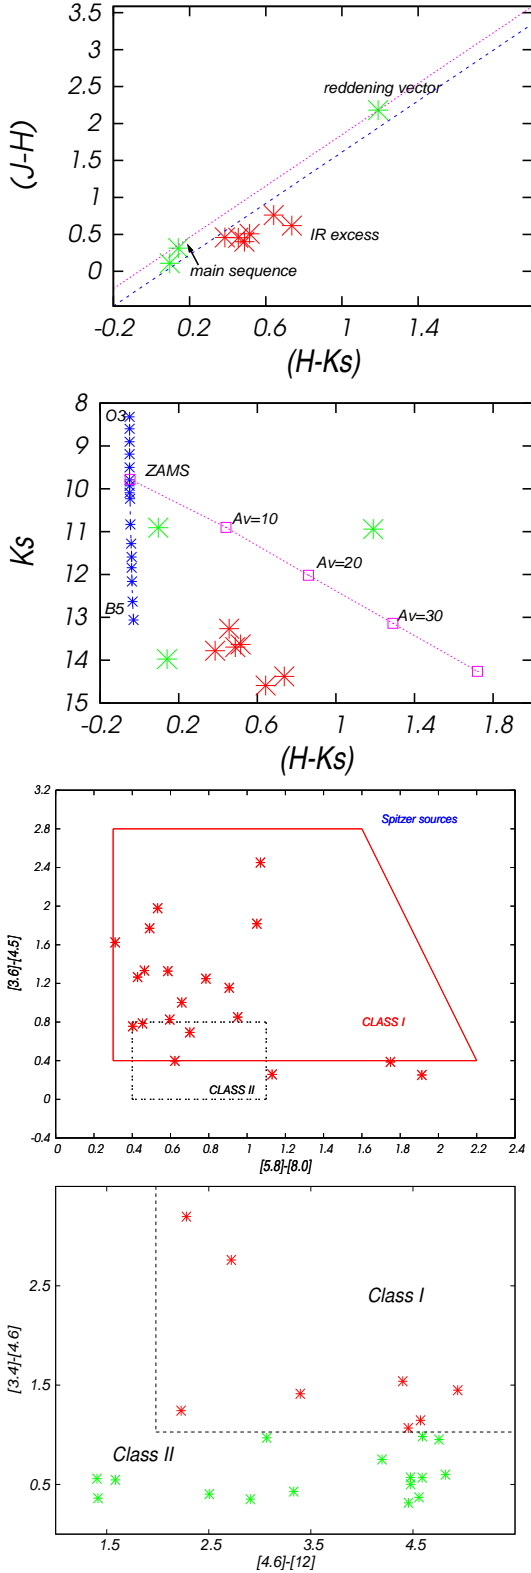 3.5
3
2.5
2
1.5
1
0.5
0
(J-H)
reddening vector
IR excess
main sequence
-0.2 0.2 0.6 1 1.4
(H-Ks)
8
9
10
11
12
13
14
15
Ks
O3
ZAMS
Av=10
Av=20
Av=30
B5
-0.2 0.2 0.6 1 1.4 1.8
(H-Ks)
3.2
2.8
2.4
2
1.6
1.2
0.8
0.4
0
-0.4
[3.6]-[4.5]
Spitzer sources
CLASS I
CLASS II
0 0.2 0.4 0.6 0.8 1 1.2 1.4 1.6 1.8 2 2.2 2.4
[5.8]-[8.0]
2.5
1.5
0.5
[3.4]-[4.6]
Class I
Class II
1.5 2.5 3.5 4.5
[4.6]-[12]